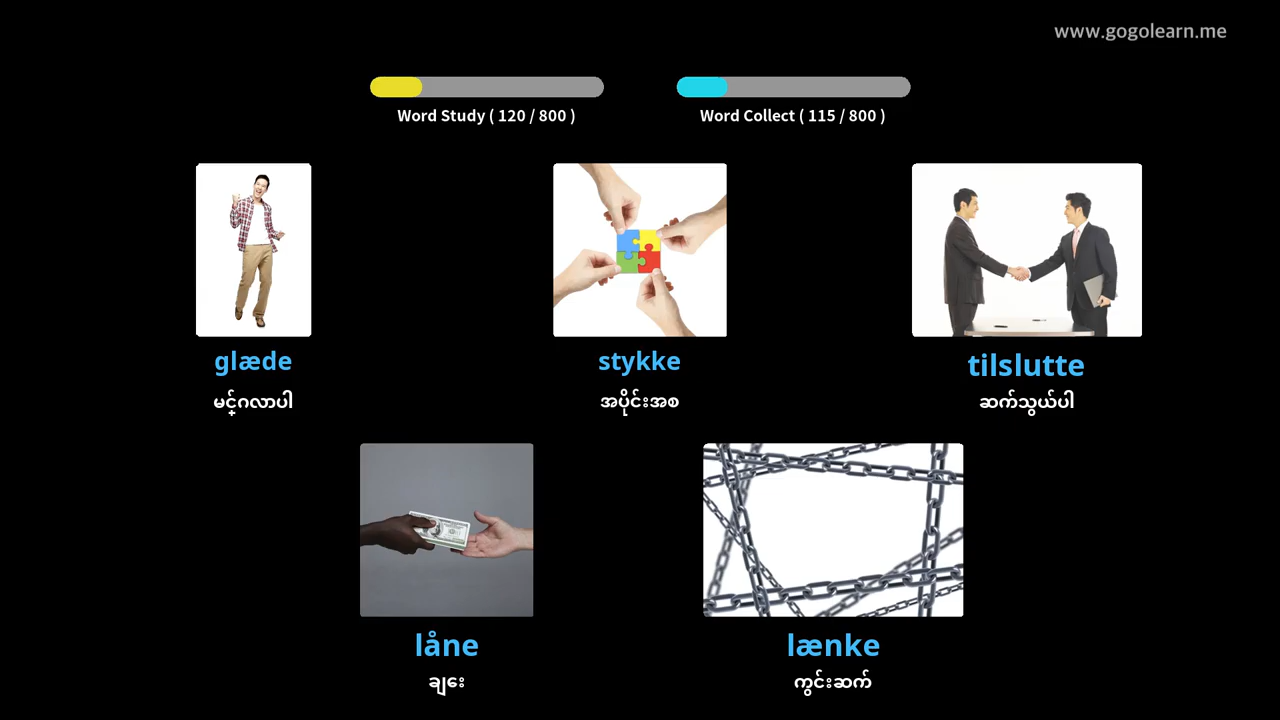 www.gogolearn.me
Word Study ( 120 / 800 )
Word Collect ( 115 / 800 )
glæde
မင်္ဂလာပါ
stykke
အပိုင်းအစ
tilslutte
ဆက်သွယ်ပါ
låne
ချေး
lænke
ကွင်းဆက်